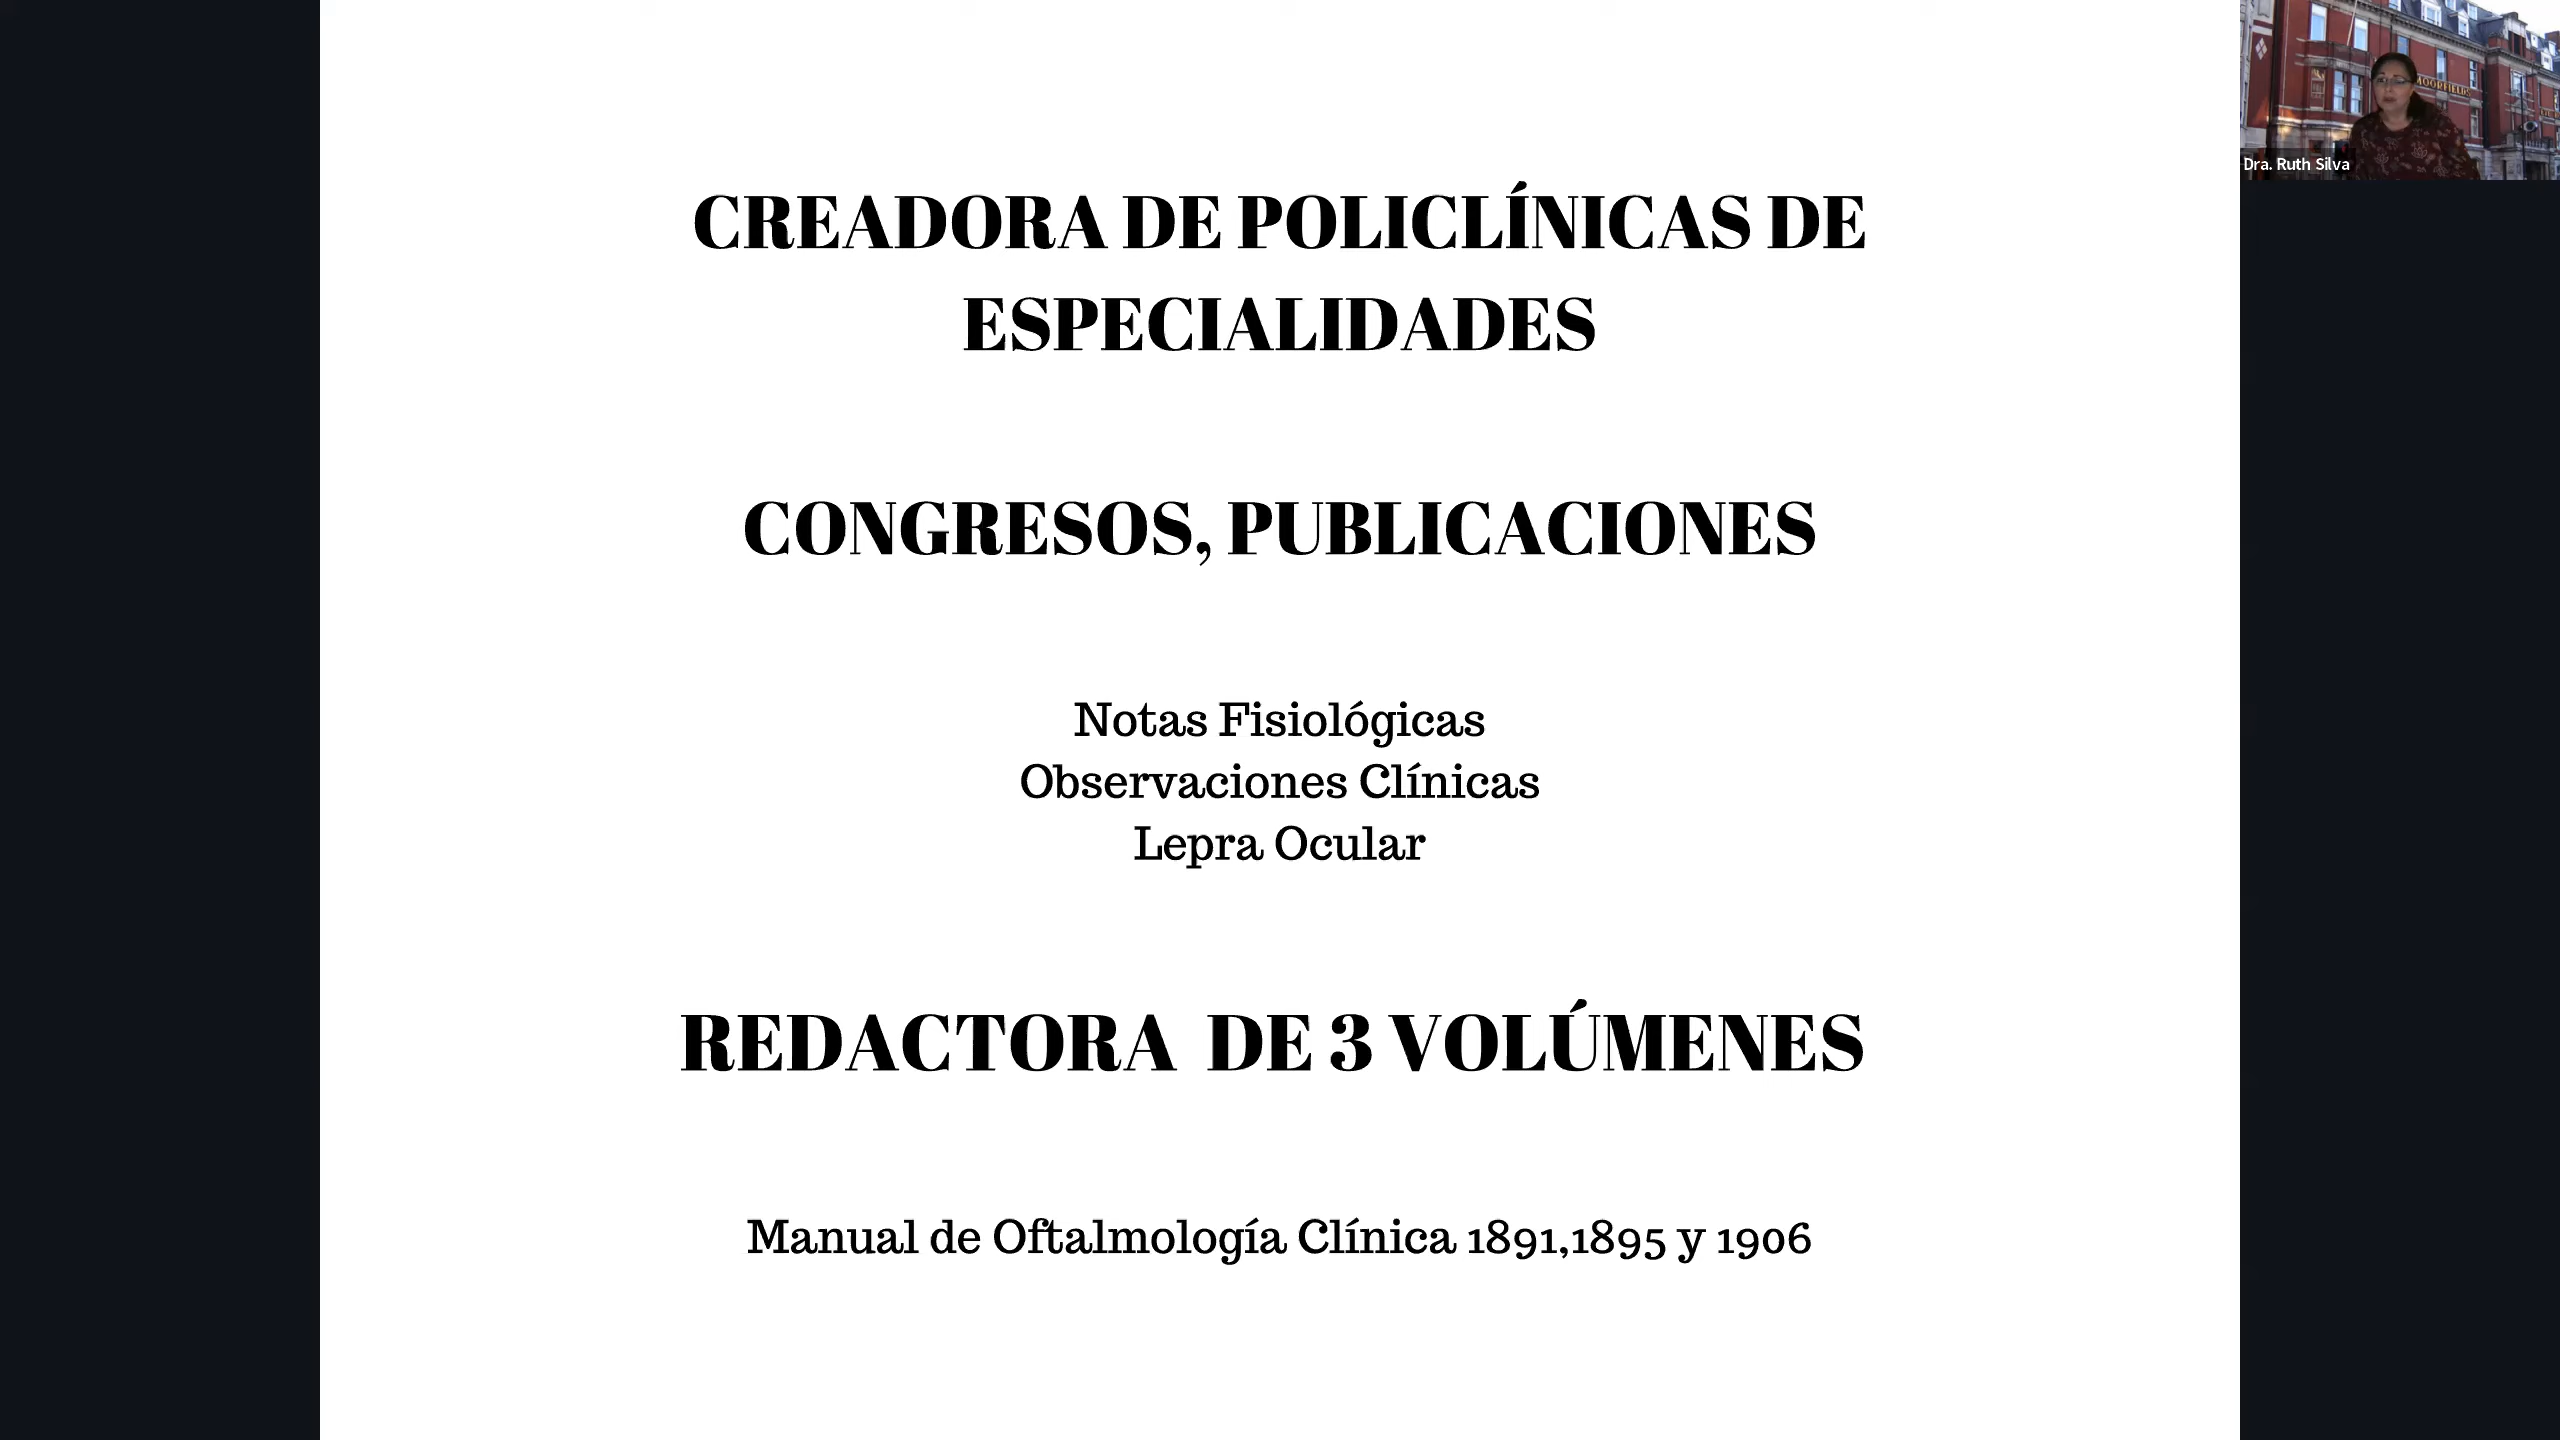 CREADORA DE POLICLÍNICAS DE
ESPECIALIDADES
CONGRESOS, PUBLICACIONES
Notas Fisiológicas
Observaciones Clínicas
Lepra Ocular
REDACTORA DE 3 VOLÚMENES
Manual de Oftalmología Clínica 1891,1895 y 1906
MOORFIELDS
Dra. Ruth Silva